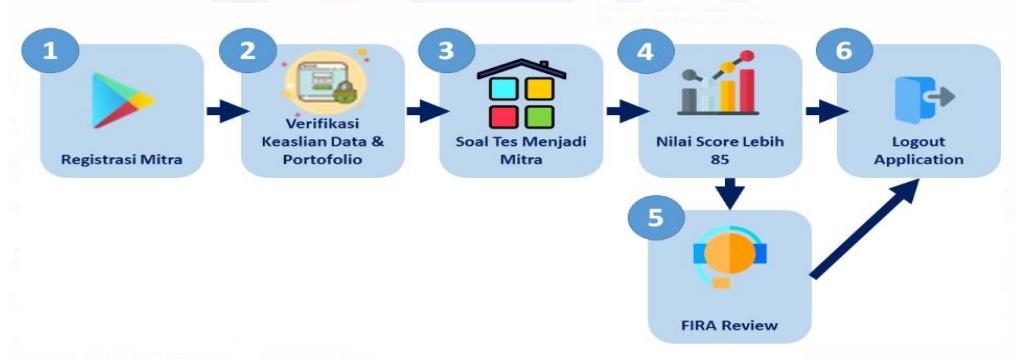 1
Registrasi Mitra
2
Verifikasi
Keaslian Data &
Portofolio
3
Soal Tes Menjadi
Mitra
4
Nilai Score Lebih
85
6
Logout
Application
5
FIRA Review